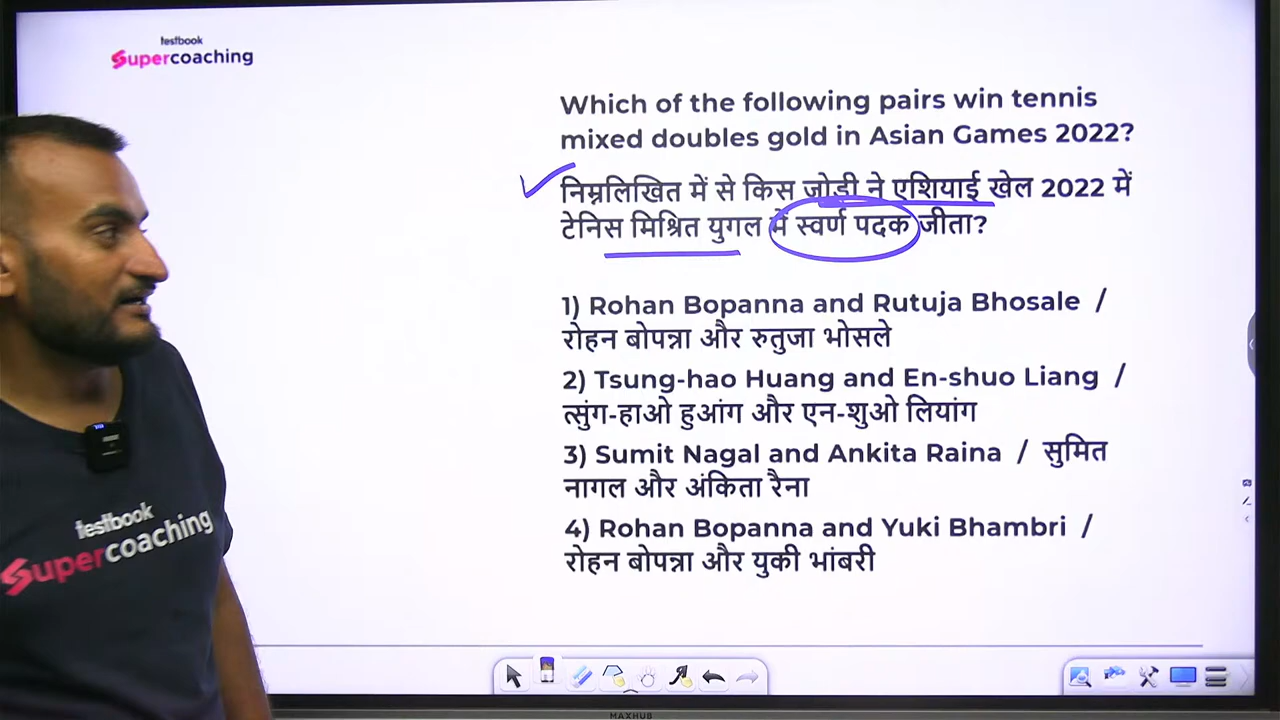 testbook
Supercoaching
Which of the following pairs win tennis
mixed doubles gold in Asian Games 2022?
निम्नलिखित में से किस जोड़ी ने एशियाई खेल 2022 में
टेनिस मिश्रित युगल में स्वर्ण पदक जीता?
1) Rohan Bopanna and Rutuja Bhosale /
रोहन बोपन्ना और रुतुजा भोसले
2) Tsung-hao Huang and En-shuo Liang /
त्सुंग-हाओ हुआंग और एन-शुओ लियांग
3) Sumit Nagal and Ankita Raina / सुमित
नागल और अंकिता रैना
4) Rohan Bopanna and Yuki Bhambri /
रोहन बोपन्ना और युकी भांबरी
testbook
Supercoaching
MAXHUB